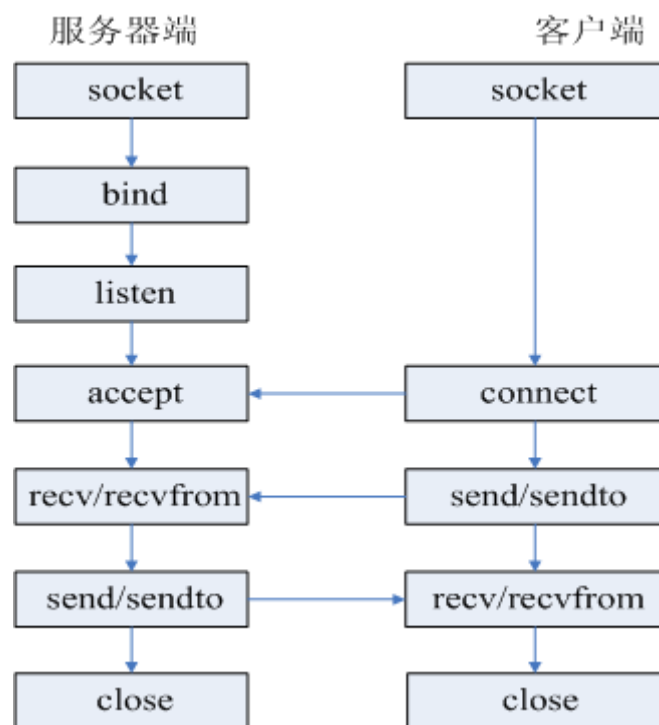 服务器端
客户端
socket
socket
bind
listen
accept
connect
recv/recvfrom
send/sendto
send/sendto
recv/recvfrom
close
close